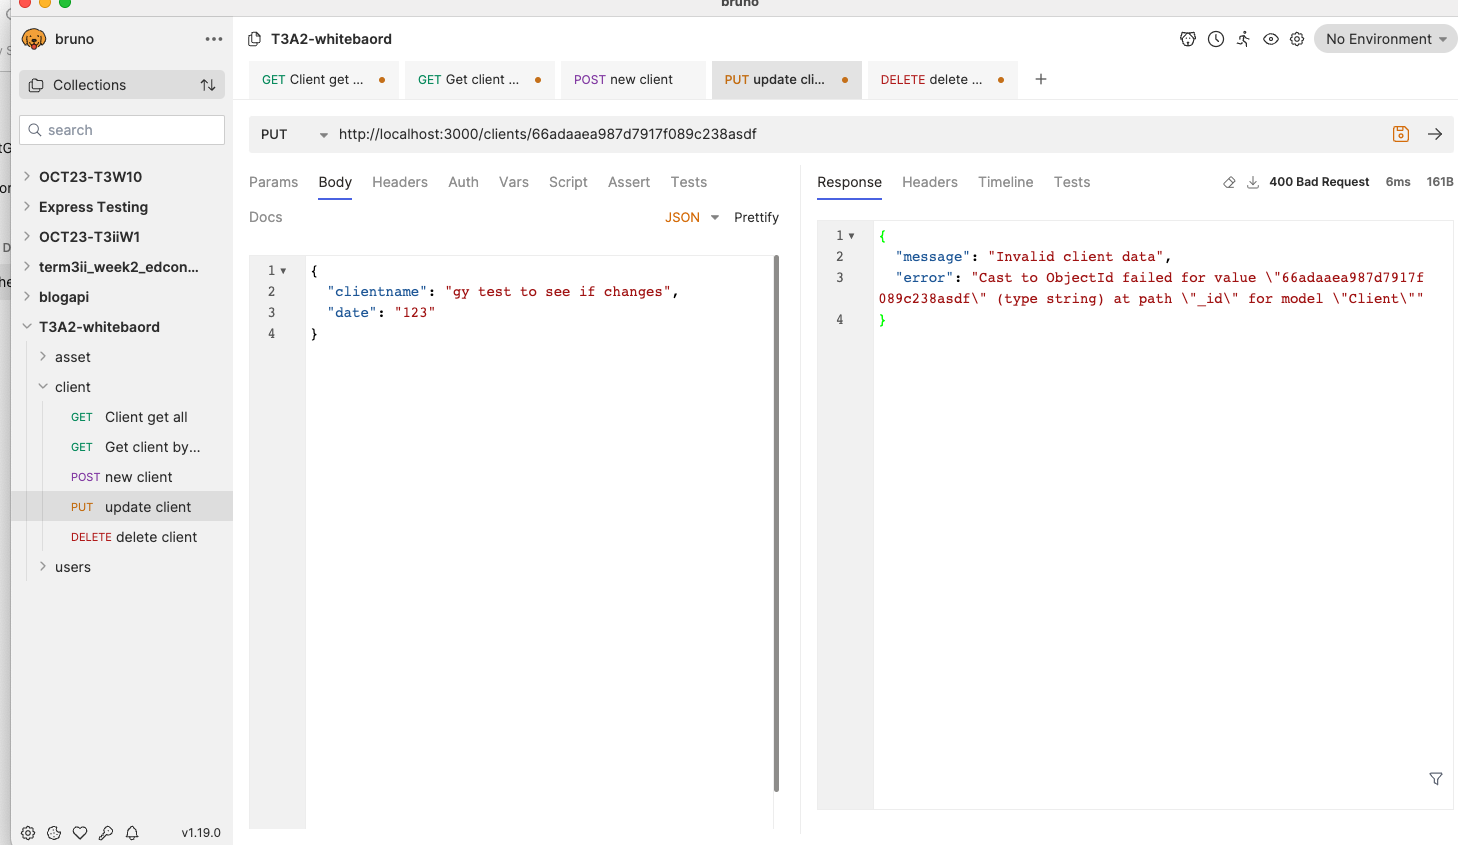 bruno
bruno
T3A2-whitebaord
No Environment
Collections
GET Client get ...
GET Get client ...
POST new client
PUT update cli...
DELETE delete ...
search
PUT
http://localhost:3000/clients/66adaaea987d7917f089c238asdf
OCT23-T3W10
Express Testing
OCT23-T3iiW1
term3ii_week2_edcon...
blogapi
T3A2-whitebaord
asset
client
GET Client get all
GET Get client by...
POST new client
PUT update client
DELETE delete client
users
v1.19.0
Params Body Headers Auth Vars Script Assert Tests
Docs
JSON
Prettify
1 {
2 "clientname": "gy test to see if changes",
3 "date": "123"
4 }
Response Headers Timeline Tests
400 Bad Request 6ms 161B
1 {
2 "message": "Invalid client data",
3 "error": "Cast to ObjectId failed for value \"66adaaea987d7917f
089c238asdf\" (type string) at path \"_id\" for model \"Client\""
4 }